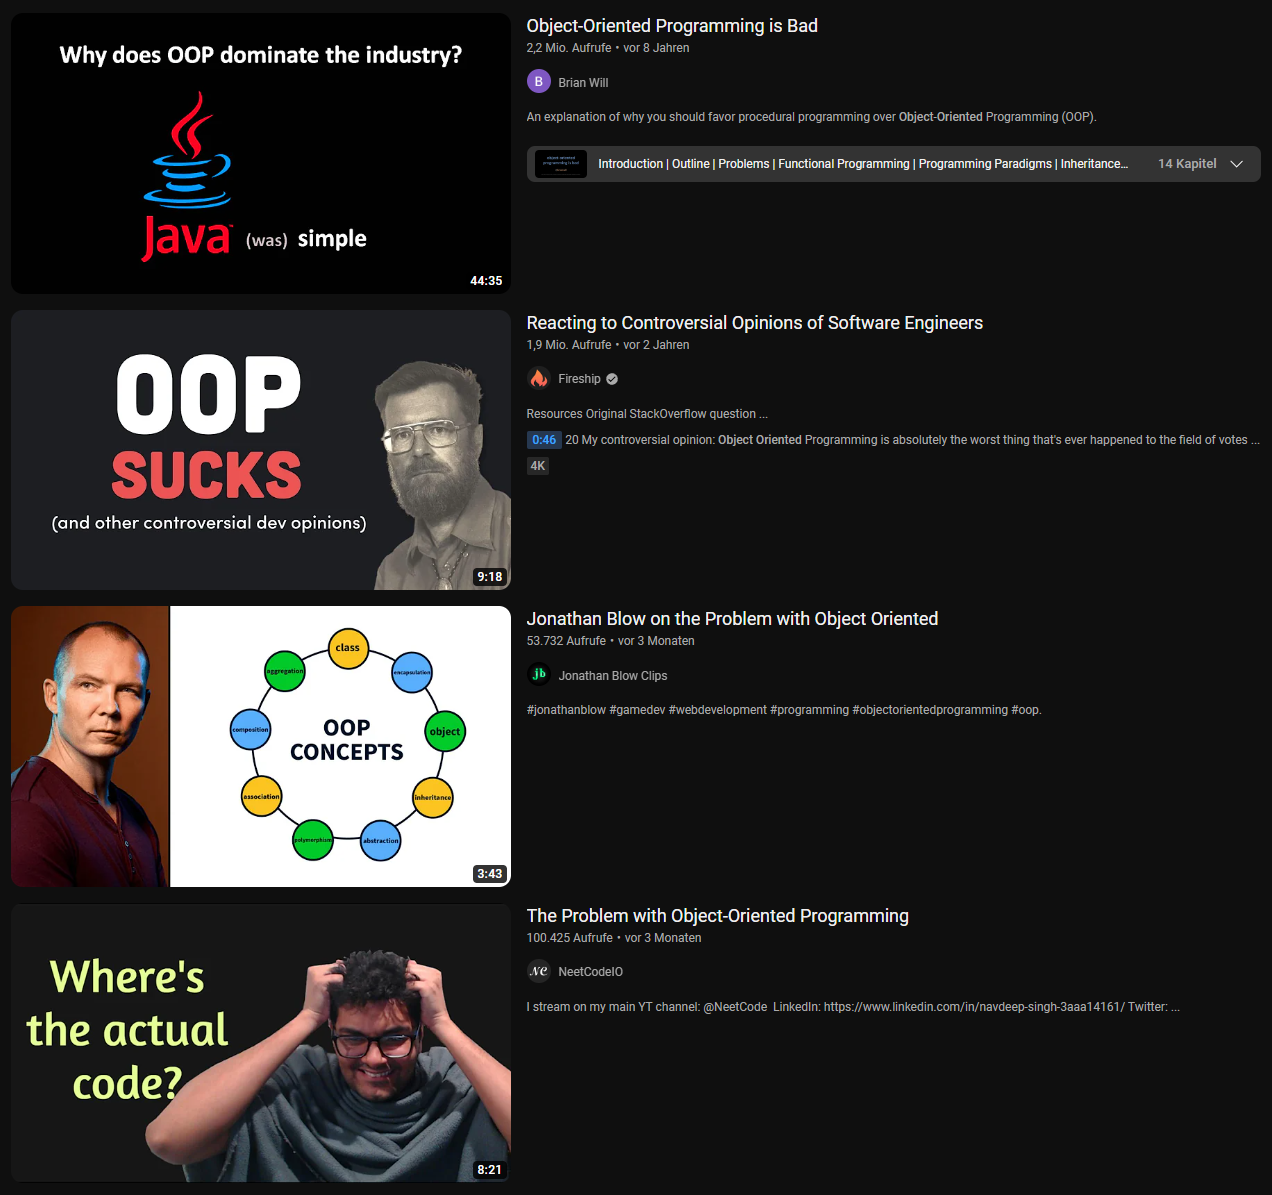 Why does OOP dominate the industry?
Java
(was) simple
44:35
Object-Oriented Programming is Bad
2,2 Mio. Aufrufe • vor 8 Jahren
B Brian Will
An explanation of why you should favor procedural programming over Object-Oriented Programming (OOP).
Introduction | Outline | Problems | Functional Programming | Programming Paradigms | Inheritance... 14 Kapitel
OOP
SUCKS
(and other controversial dev opinions)
9:18
Reacting to Controversial Opinions of Software Engineers
1,9 Mio. Aufrufe • vor 2 Jahren
Fireship
Resources Original StackOverflow question ...
0:46 20 My controversial opinion: Object Oriented Programming is absolutely the worst thing that's ever happened to the field of votes ...
4K
class
aggregation
encapsulation
composition
OOP
CONCEPTS
object
association
inheritance
polymorphism
abstraction
3:43
Jonathan Blow on the Problem with Object Oriented
53.732 Aufrufe • vor 3 Monaten
jb Jonathan Blow Clips
#jonathanblow #gamedev #webdevelopment #programming #objectorientedprogramming #oop.
Where's
the actual
code?
8:21
The Problem with Object-Oriented Programming
100.425 Aufrufe • vor 3 Monaten
NC NeetCodeIO
I stream on my main YT channel: @NeetCode LinkedIn: https://www.linkedin.com/in/navdeep-singh-3aaa14161/ Twitter: ...